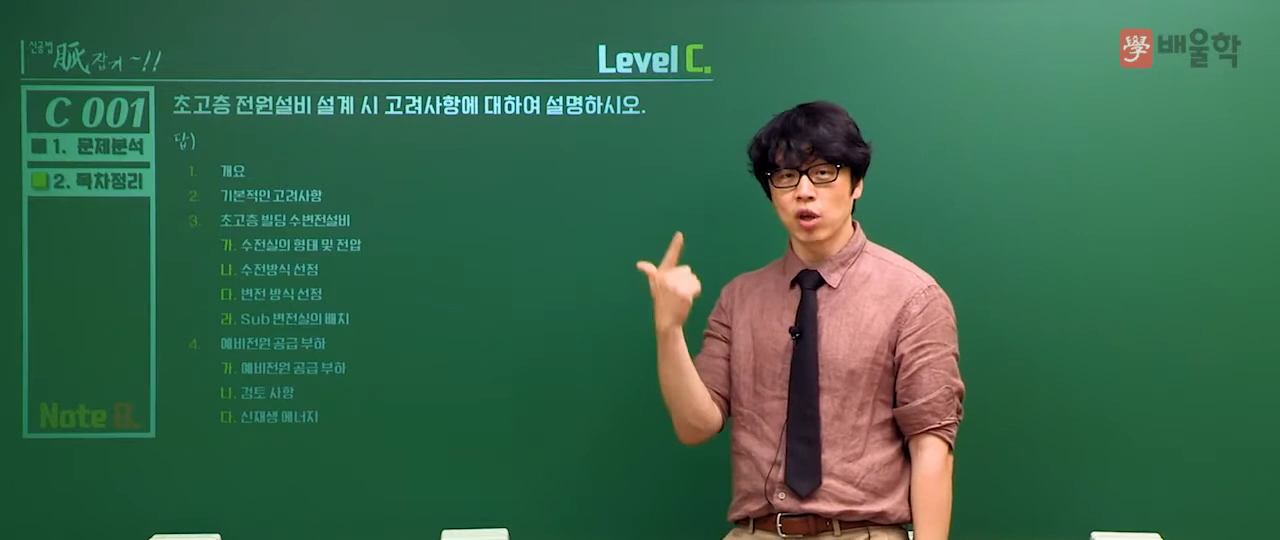 신공법 脈 잡기~!!
Level C.
學 배울학
C 001
1. 문제분석
2. 목차정리
Note B.
초고층 전원설비 설계 시 고려사항에 대하여 설명하시오.
답)
1. 개요
2. 기본적인 고려사항
3. 초고층 빌딩 수변전설비
가. 수전실의 형태 및 전압
나. 수전방식 선정
다. 변전 방식 선정
라. Sub 변전실의 배치
4. 예비전원 공급 부하
가. 예비전원 공급 부하
나. 검토 사항
다. 신재생 에너지